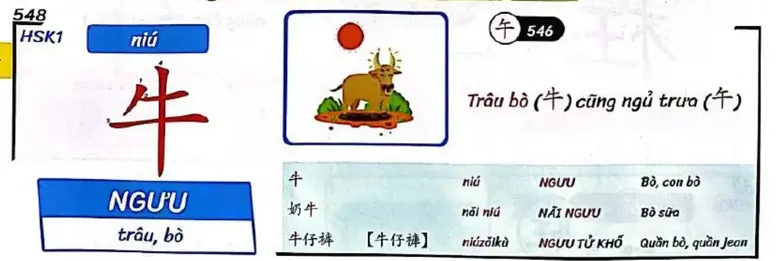 548
HSK1
niú
牛
NGƯU
trâu, bò
午 546
Trâu bò (牛) cũng ngủ trưa (午)
牛 niú NGƯU Bò, con bò
奶牛 nǎi niú NÃI NGƯU Bò sữa
牛仔裤 【牛仔褲】 niúzǎikù NGƯU TỬ KHỐ Quần bò, quần Jean